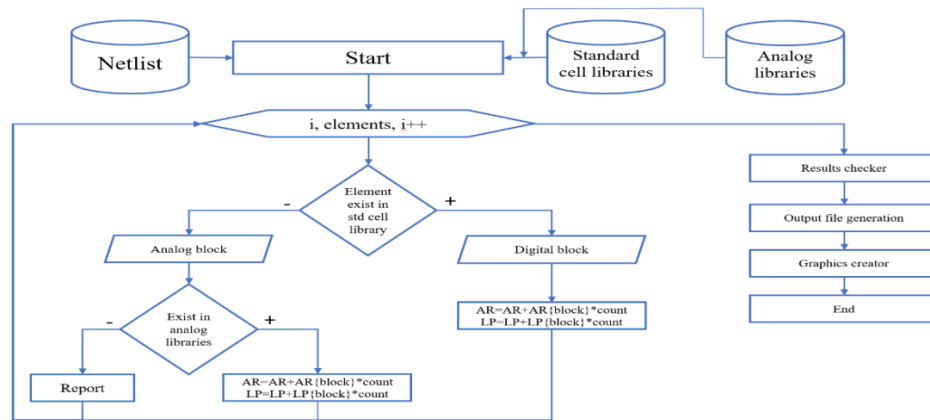 Netlist
Start
Standard
cell libraries
Analog
libraries
i, elements, i++
Element
exist in
std cell
library
-
+
Analog block
Digital block
Exist in
analog
libraries
-
+
Report
AR=AR+AR{block}*count
LP=LP+LP{block}*count
AR=AR+AR{block}*count
LP=LP+LP{block}*count
Results checker
Output file generation
Graphics creator
End